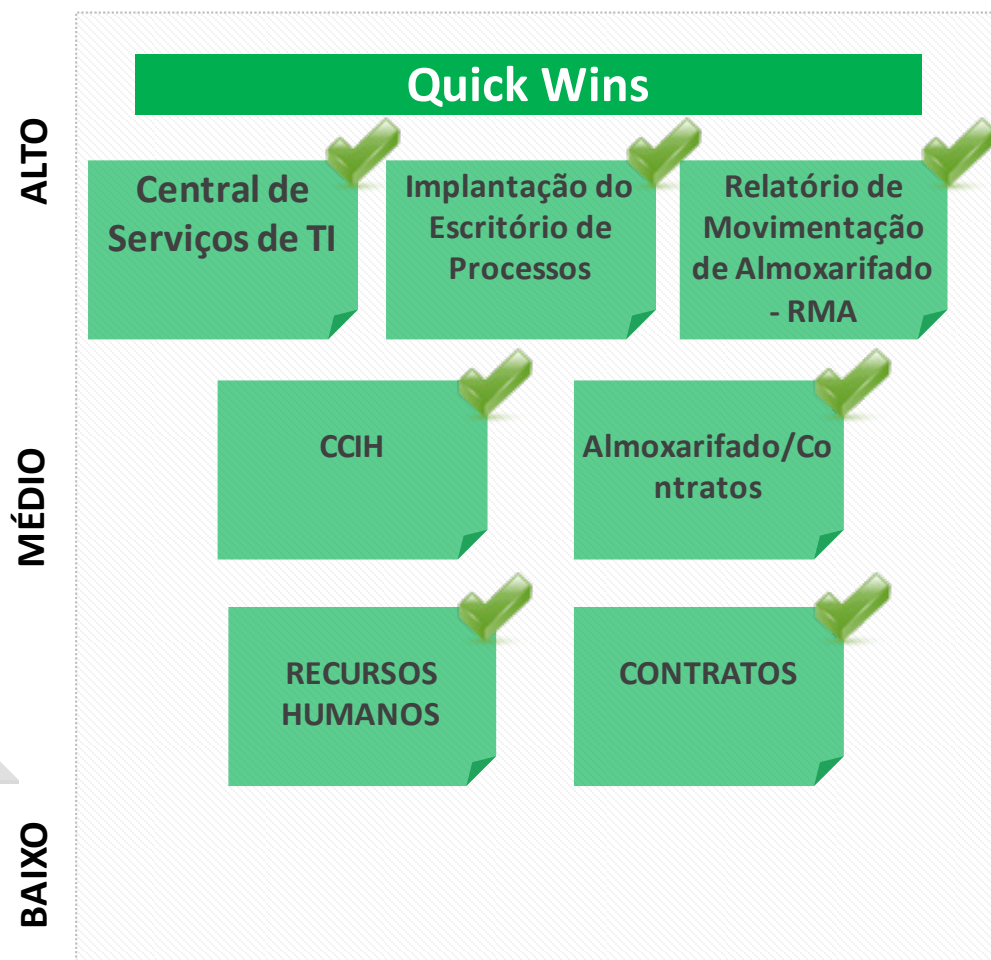 Quick Wins
ALTO
Central de
Serviços de TI
Implantação do
Escritório de
Processos
Relatório de
Movimentação
de Almoxarifado
- RMA
MÉDIO
CCIH
Almoxarifado/Co
ntratos
RECURSOS
HUMANOS
CONTRATOS
BAIXO